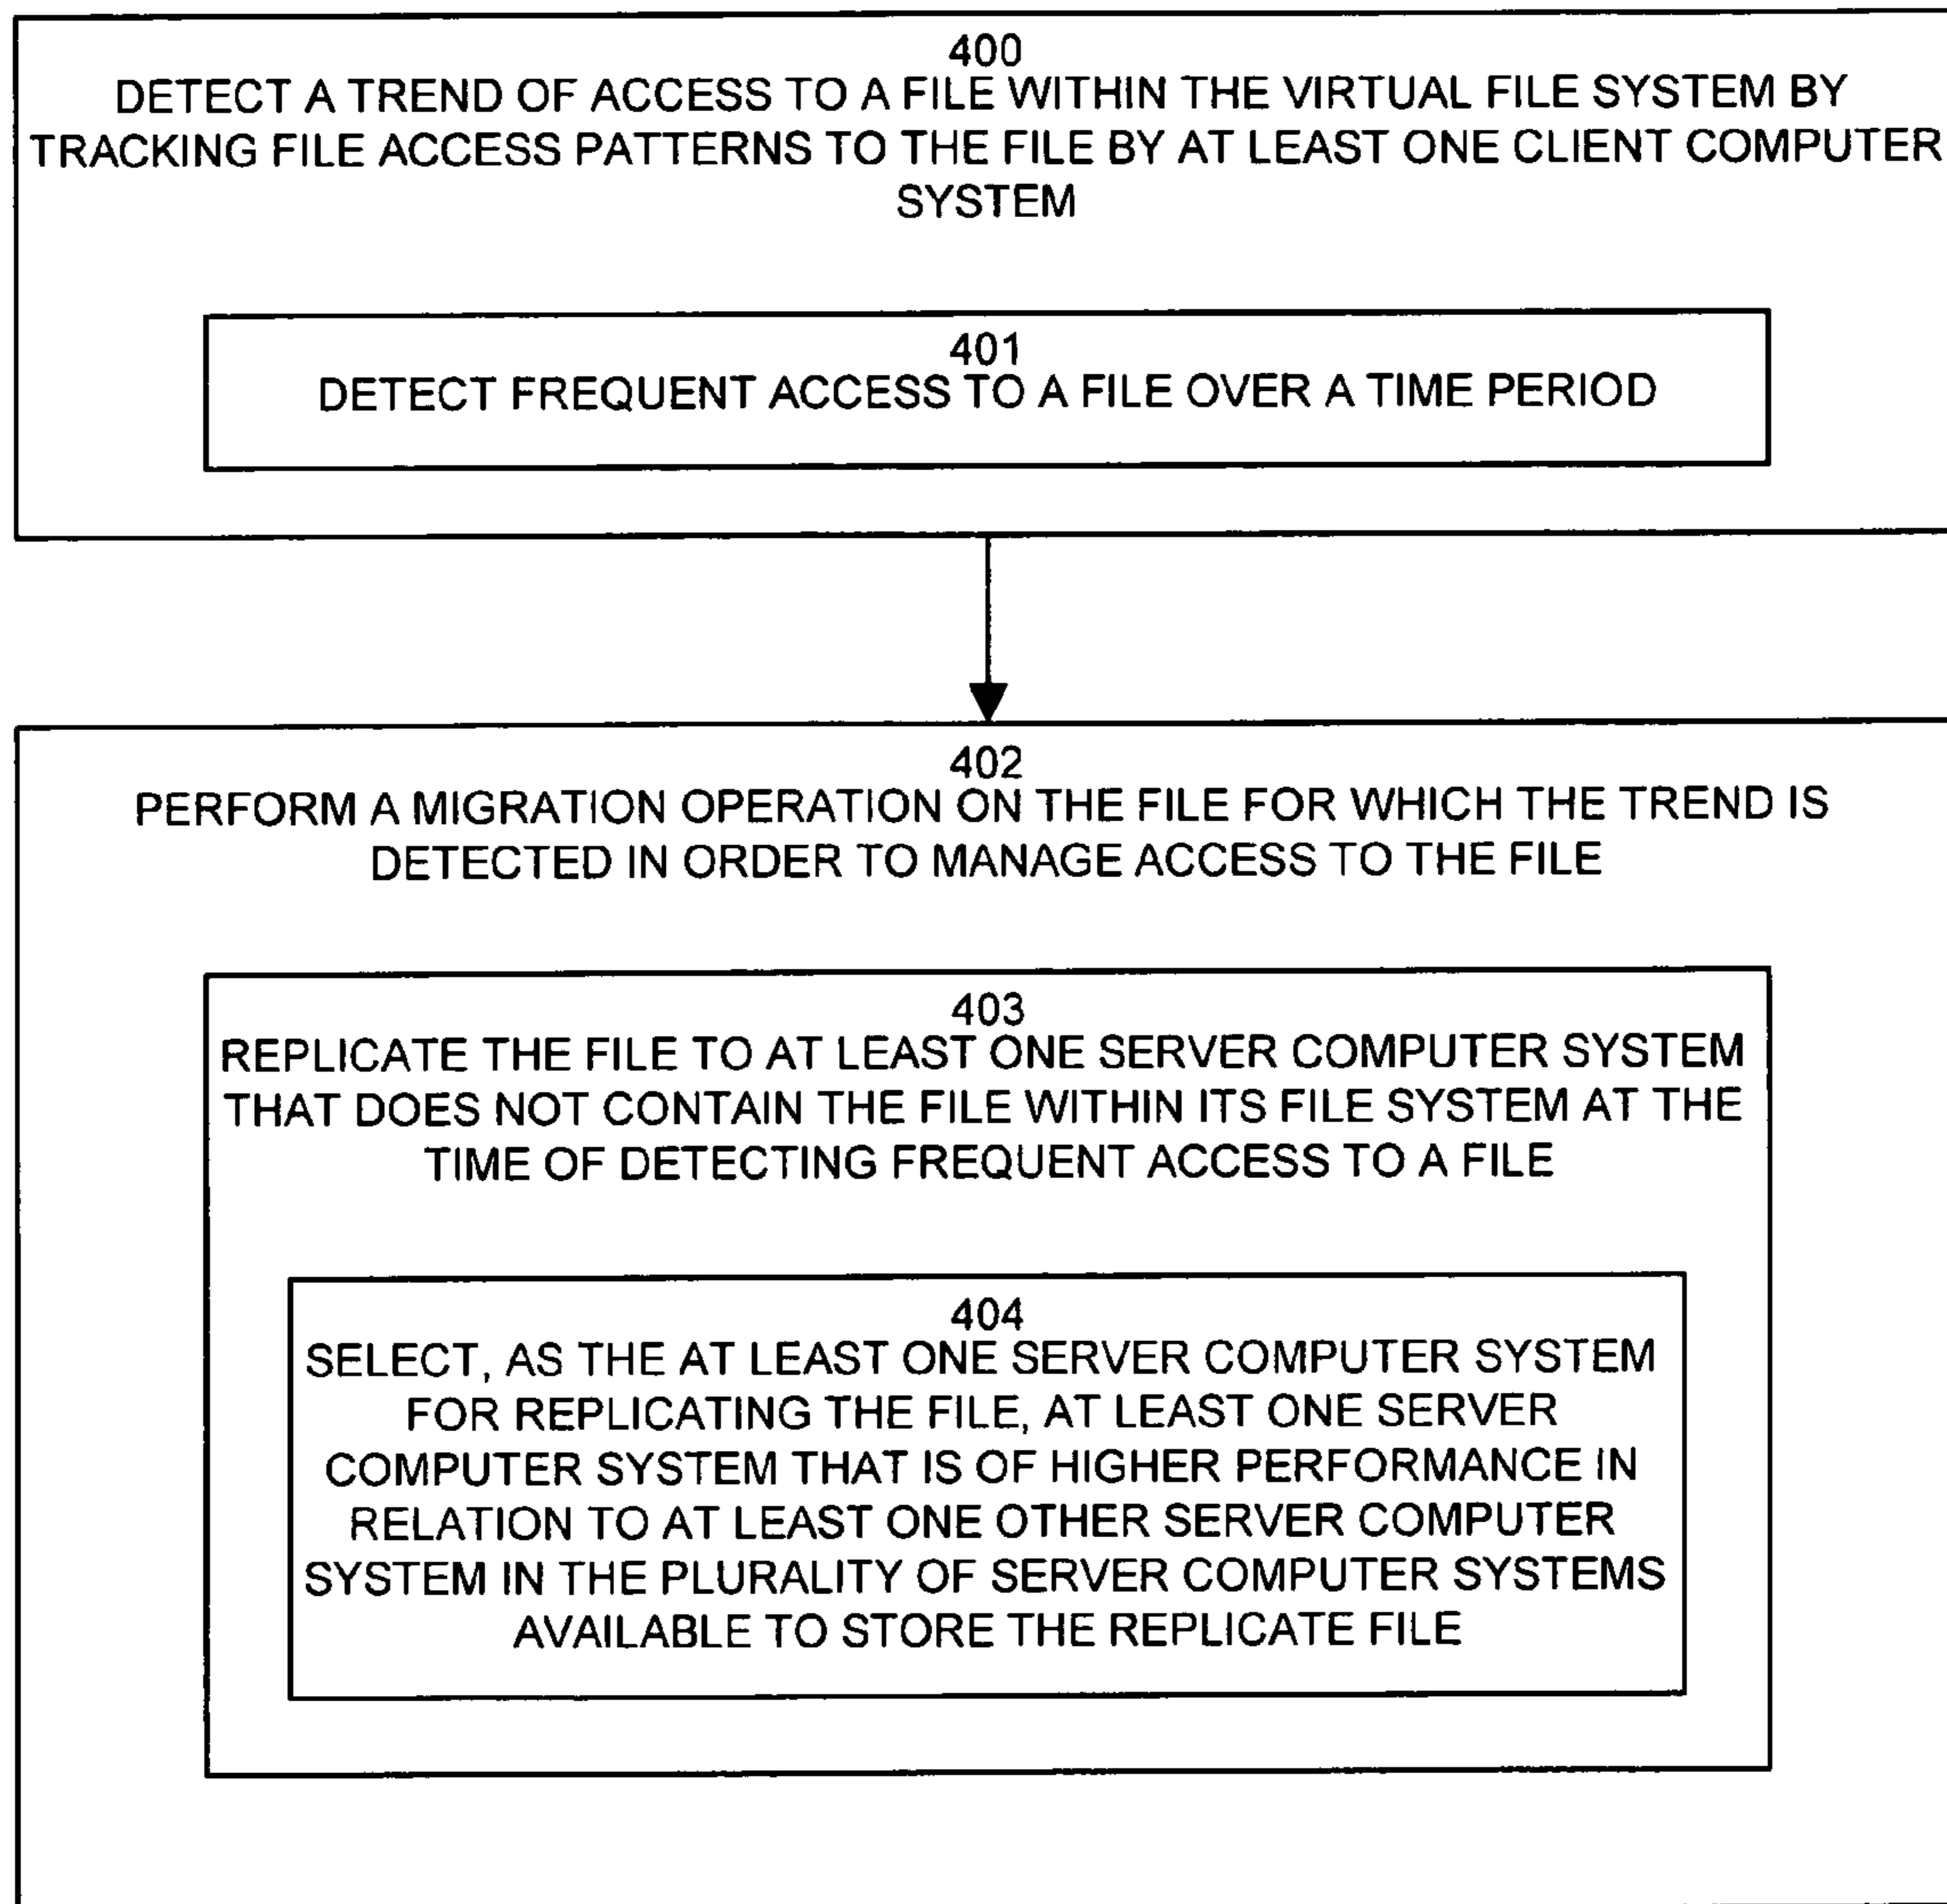 400
DETECT A TREND OF ACCESS TO A FILE WITHIN THE VIRTUAL FILE SYSTEM BY
TRACKING FILE ACCESS PATTERNS TO THE FILE BY AT LEAST ONE CLIENT COMPUTER
SYSTEM
401
DETECT FREQUENT ACCESS TO A FILE OVER A TIME PERIOD
402
PERFORM A MIGRATION OPERATION ON THE FILE FOR WHICH THE TREND IS
DETECTED IN ORDER TO MANAGE ACCESS TO THE FILE
403
REPLICATE THE FILE TO AT LEAST ONE SERVER COMPUTER SYSTEM
THAT DOES NOT CONTAIN THE FILE WITHIN ITS FILE SYSTEM AT THE
TIME OF DETECTING FREQUENT ACCESS TO A FILE
404
SELECT, AS THE AT LEAST ONE SERVER COMPUTER SYSTEM
FOR REPLICATING THE FILE, AT LEAST ONE SERVER
COMPUTER SYSTEM THAT IS OF HIGHER PERFORMANCE IN
RELATION TO AT LEAST ONE OTHER SERVER COMPUTER
SYSTEM IN THE PLURALITY OF SERVER COMPUTER SYSTEMS
AVAILABLE TO STORE THE REPLICATE FILE